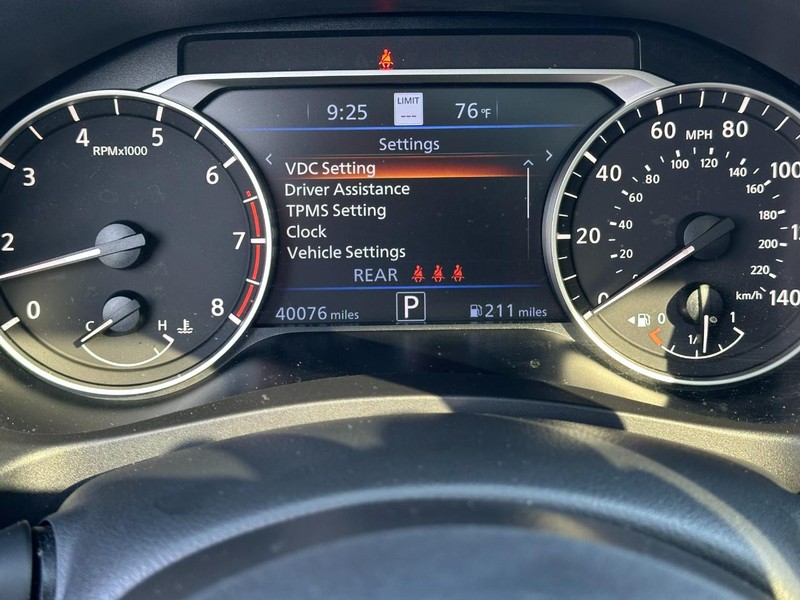 9:25 LIMIT --- 76°F
Settings
VDC Setting
Driver Assistance
TPMS Setting
Clock
Vehicle Settings
REAR
40076 miles P 211 miles
RPMx1000
0
2
3
4
5
6
7
8
C H
MPH
0
20
40
60
80
100
140
km/h
20
40
60
80
100
120
140
160
180
200
220
0 1/ 1